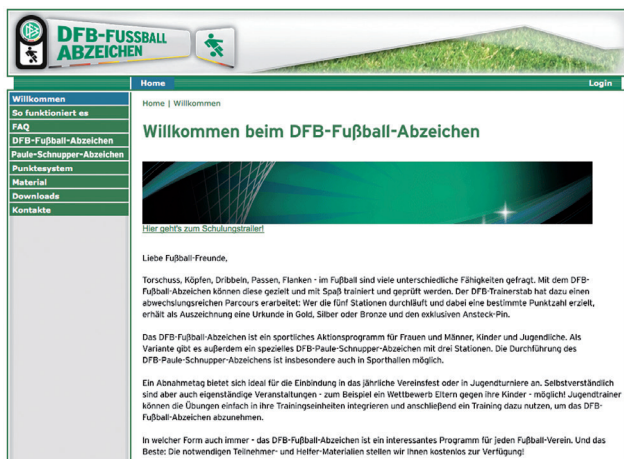 DFB-FUSSBALL
ABZEICHEN
Home
Login
Willkommen
So funktioniert es
FAQ
DFB-Fußball-Abzeichen
Paule-Schnupper-Abzeichen
Punktesystem
Material
Downloads
Kontakte
Home | Willkommen
Willkommen beim DFB-Fußball-Abzeichen
Hier geht's zum Schulungstrailer!
Liebe Fußball-Freunde,
Torschuss, Köpfen, Dribbeln, Passen, Flanken - im Fußball sind viele unterschiedliche Fähigkeiten gefragt. Mit dem DFB-
Fußball-Abzeichen können diese gezielt und mit Spaß trainiert und geprüft werden. Der DFB-Trainerstab hat dazu einen
abwechslungsreichen Parcours erarbeitet: Wer die fünf Stationen durchläuft und dabei eine bestimmte Punktzahl erzielt,
erhält als Auszeichnung eine Urkunde in Gold, Silber oder Bronze und den exklusiven Ansteck-Pin.
Das DFB-Fußball-Abzeichen ist ein sportliches Aktionsprogramm für Frauen und Männer, Kinder und Jugendliche. Als
Variante gibt es außerdem ein spezielles DFB-Paule-Schnupper-Abzeichen mit drei Stationen. Die Durchführung des
DFB-Paule-Schnupper-Abzeichens ist insbesondere auch in Sporthallen möglich.
Ein Abnahmetag bietet sich ideal für die Einbindung in das jährliche Vereinsfest oder in Jugendturniere an. Selbstverständlich
sind aber auch eigenständige Veranstaltungen - zum Beispiel ein Wettbewerb Eltern gegen ihre Kinder - möglich! Jugendtrainer
können die Übungen einfach in ihre Trainingseinheiten integrieren und anschließend ein Training dazu nutzen, um das DFB-
Fußball-Abzeichen abzunehmen.
In welcher Form auch immer - das DFB-Fußball-Abzeichen ist ein interessantes Programm für jeden Fußball-Verein. Und das
Beste: Die notwendigen Teilnehmer- und Helfer-Materialien stellen wir Ihnen kostenlos zur Verfügung!